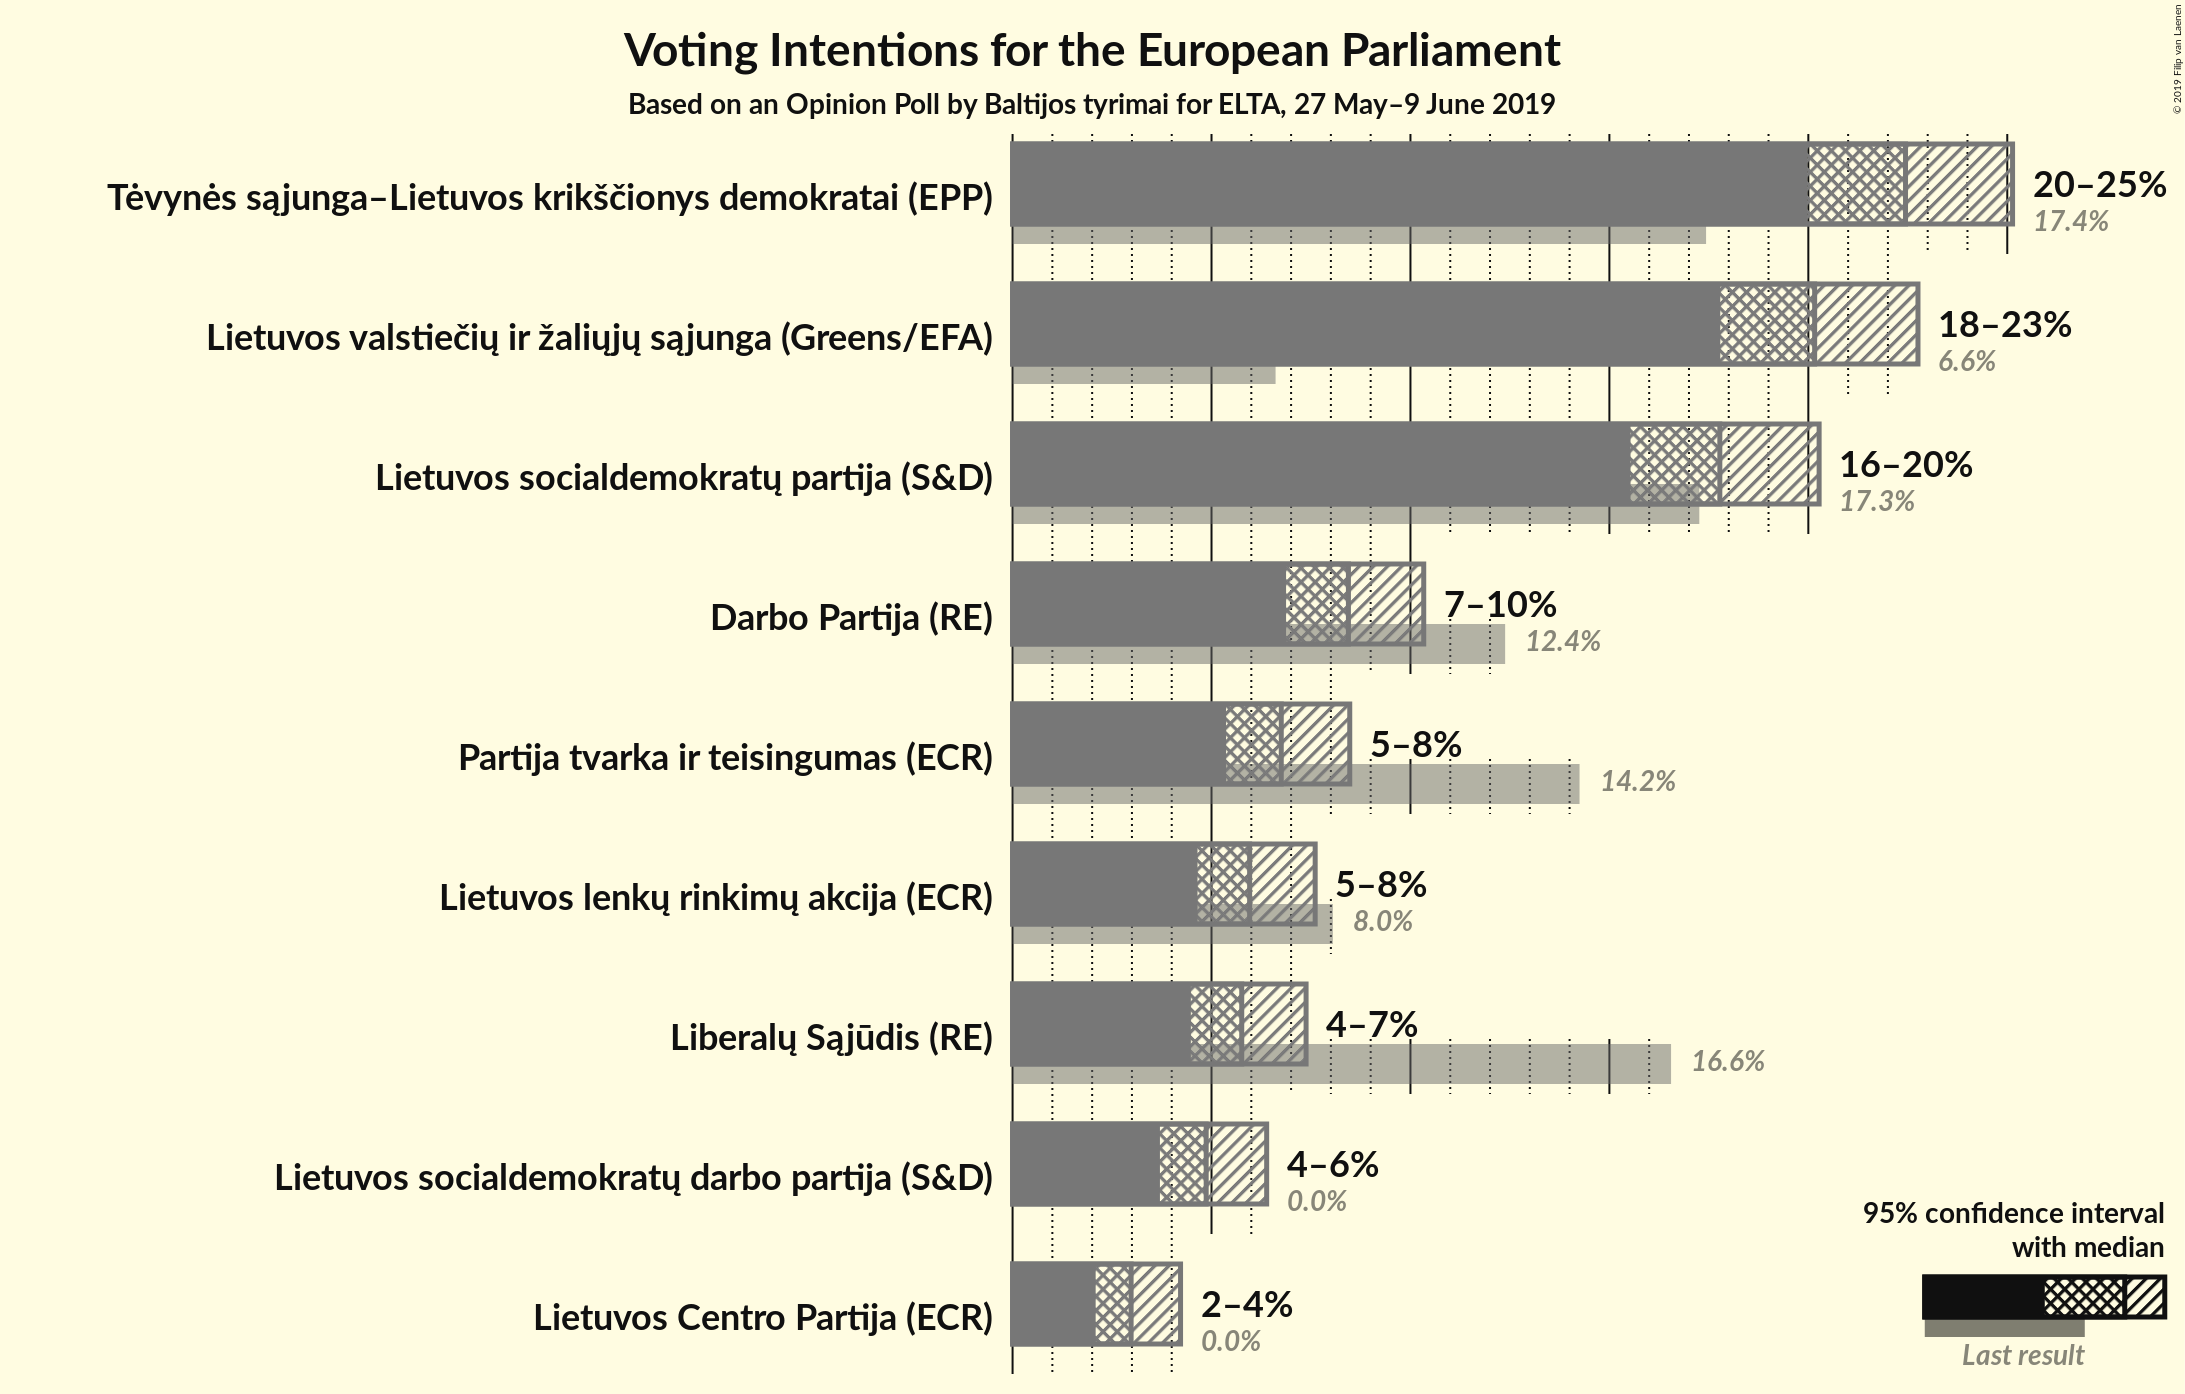 Voting Intentions for the European Parliament
Based on an Opinion Poll by Baltijos tyrimai for ELTA, 27 May–9 June 2019
© 2019 Filip van Laenen
Tėvynės sąjunga–Lietuvos krikščionys demokratai (EPP)
20–25%
17.4%
Lietuvos valstiečių ir žaliųjų sąjunga (Greens/EFA)
18–23%
6.6%
Lietuvos socialdemokratų partija (S&D)
16–20%
17.3%
Darbo Partija (RE)
7–10%
12.4%
Partija tvarka ir teisingumas (ECR)
5–8%
14.2%
Lietuvos lenkų rinkimų akcija (ECR)
5–8%
8.0%
Liberalų Sąjūdis (RE)
4–7%
16.6%
Lietuvos socialdemokratų darbo partija (S&D)
4–6%
0.0%
Lietuvos Centro Partija (ECR)
2–4%
0.0%
95% confidence interval
with median
Last result